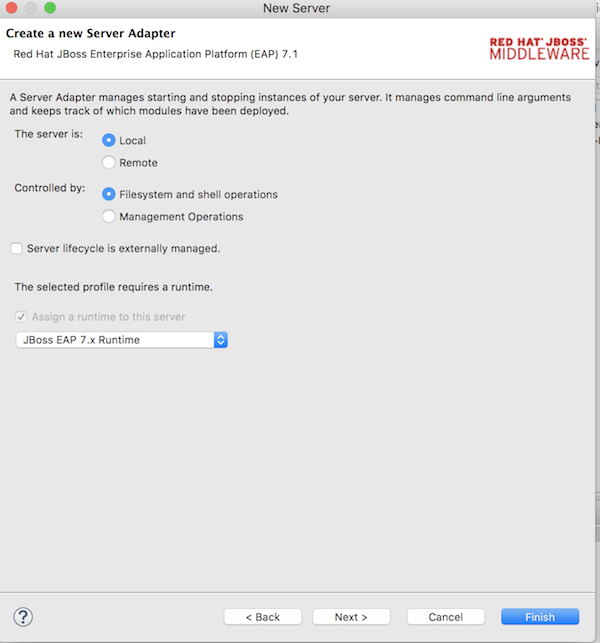 New Server
Create a new Server Adapter
Red Hat JBoss Enterprise Application Platform (EAP) 7.1
RED HAT® JBOSS®
MIDDLEWARE
A Server Adapter manages starting and stopping instances of your server. It manages command line arguments
and keeps track of which modules have been deployed.
The server is:
Local
Remote
Controlled by:
Filesystem and shell operations
Management Operations
Server lifecycle is externally managed.
The selected profile requires a runtime.
Assign a runtime to this server
JBoss EAP 7.x Runtime
?
< Back
Next >
Cancel
Finish